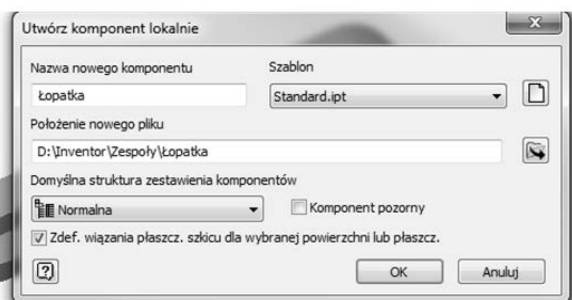 Utwórz komponent lokalnie
Nazwa nowego komponentu Szablon
Łopatka Standard.ipt
Położenie nowego pliku
D:\Inventor\Zespoły\Łopatka
Domyślna struktura zestawienia komponentów
Normalna Komponent pozorny
Zdef. wiązania płaszcz. szkicu dla wybranej powierzchni lub płaszcz.
OK Anuluj